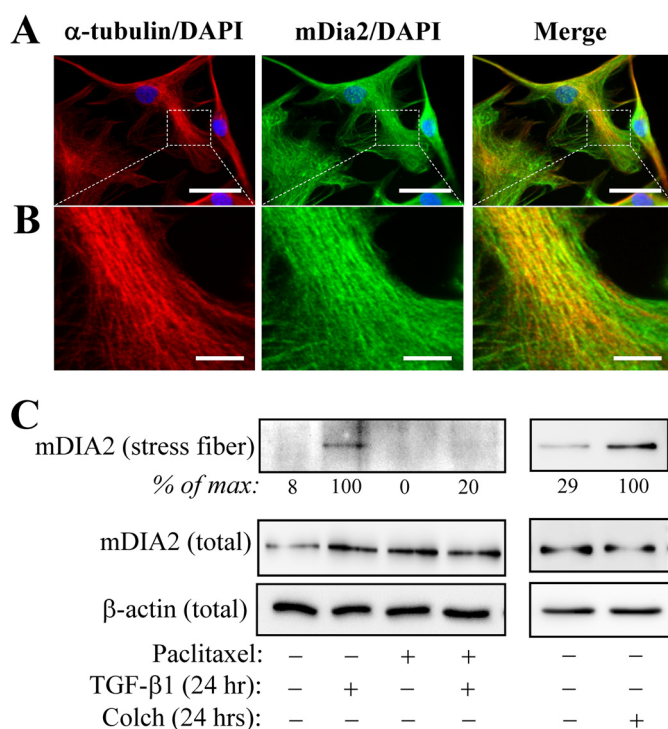 A
α-tubulin/DAPI mDia2/DAPI Merge
B
C
mDIA2 (stress fiber)
% of max: 8 100 0 20 29 100
mDIA2 (total)
β-actin (total)
Paclitaxel: − − + + − −
TGF-β1 (24 hr): − + − + − −
Colch (24 hrs): − − − − − +